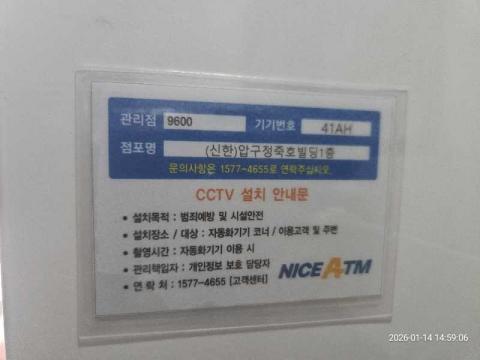 관리점 9600 기기번호 41AH
점포명 (신한)압구정죽호빌딩1층
문의사항은 1577-4655로 연락주십시오.
CCTV 설치 안내문
• 설치목적 : 범죄예방 및 시설안전
• 설치장소 / 대상 : 자동화기기 코너 / 이용고객 및 주변
• 촬영시간 : 자동화기기 이용 시
• 관리책임자 : 개인정보 보호 담당자
• 연 락 처 : 1577-4655 [고객센터]
NICE ATM
2026-01-14 14:59:06